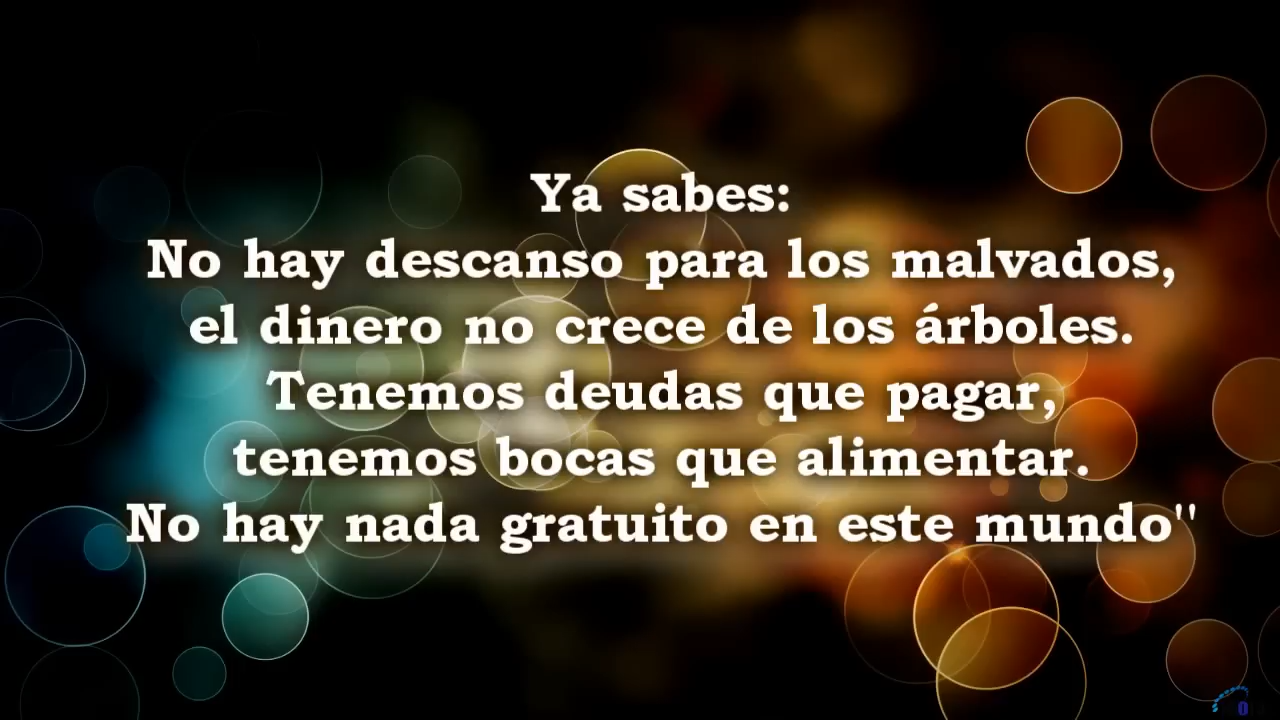 Ya sabes:
No hay descanso para los malvados,
el dinero no crece de los árboles.
Tenemos deudas que pagar,
tenemos bocas que alimentar.
No hay nada gratuito en este mundo"